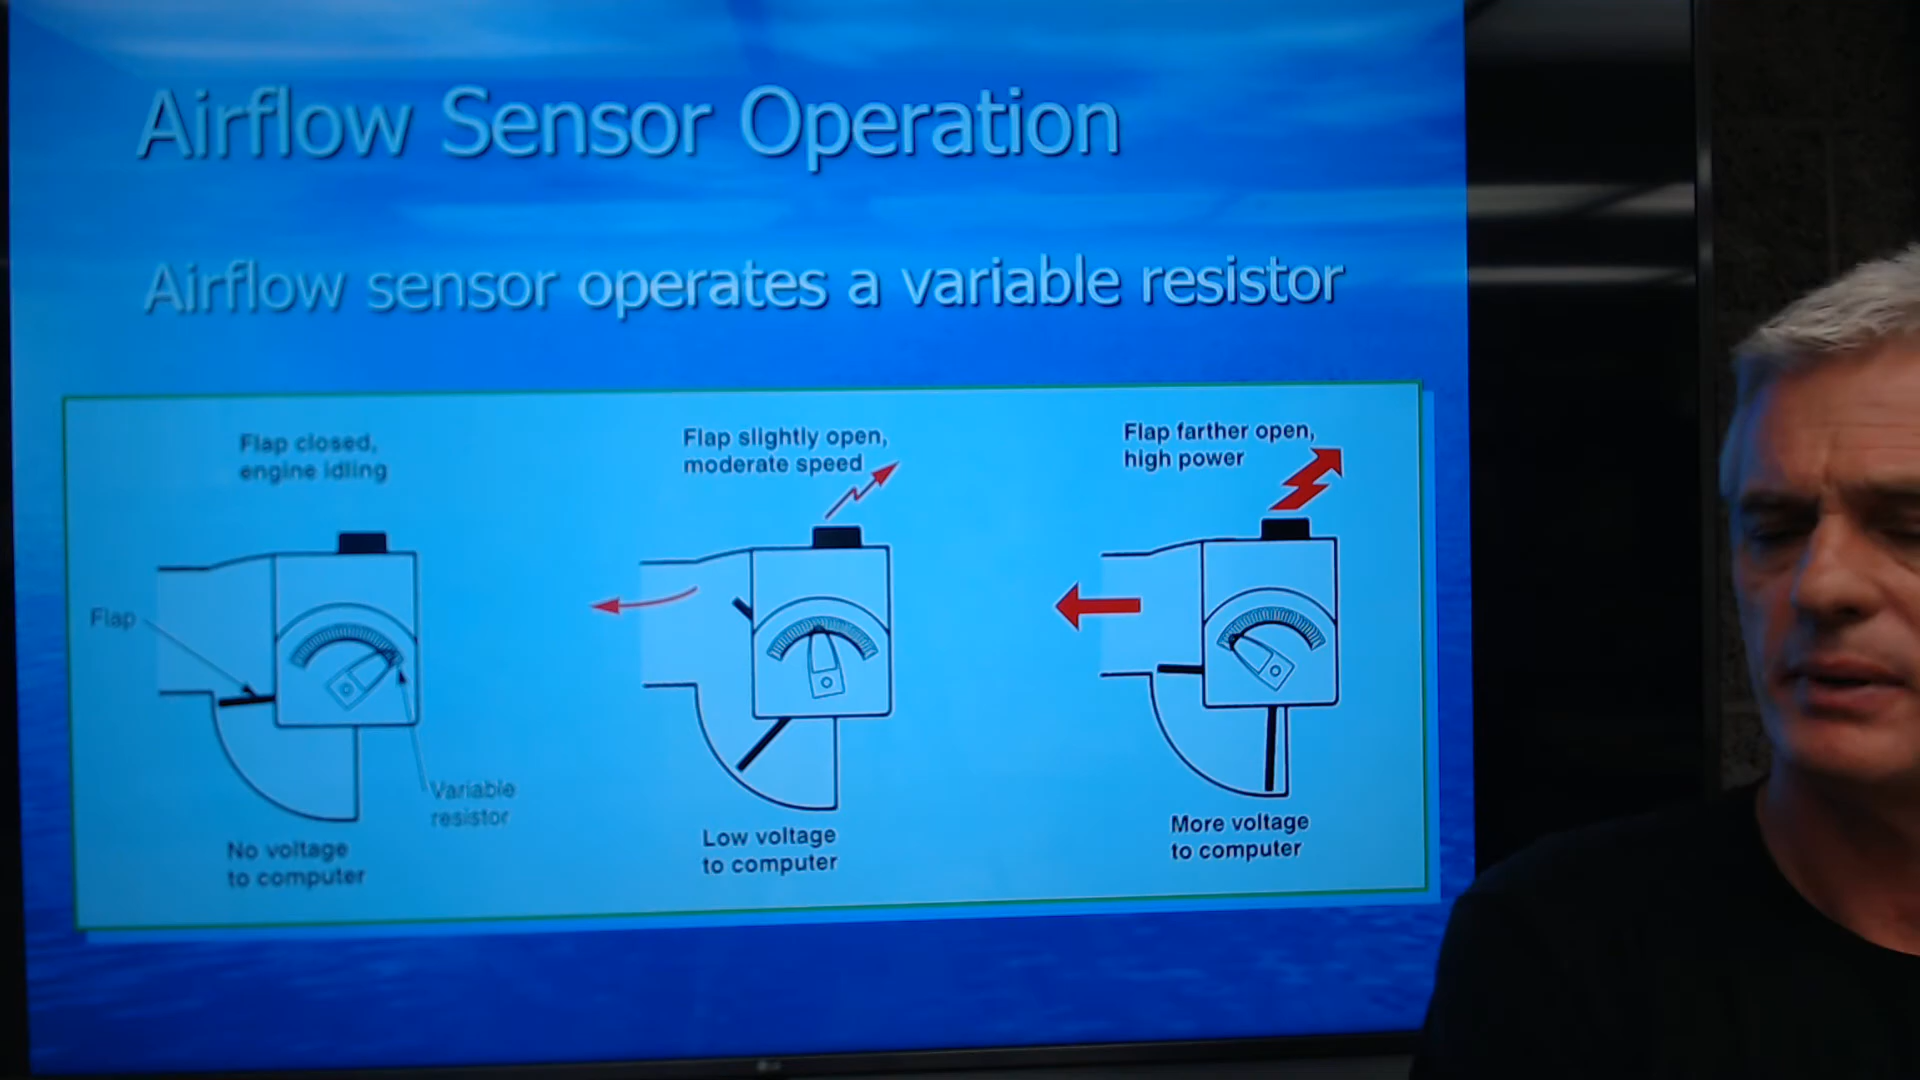 Airflow Sensor Operation
Airflow sensor operates a variable resistor
Flap closed,
engine idling
Flap
Variable
resistor
No voltage
to computer
Flap slightly open,
moderate speed
Low voltage
to computer
Flap farther open,
high power
More voltage
to computer
LG